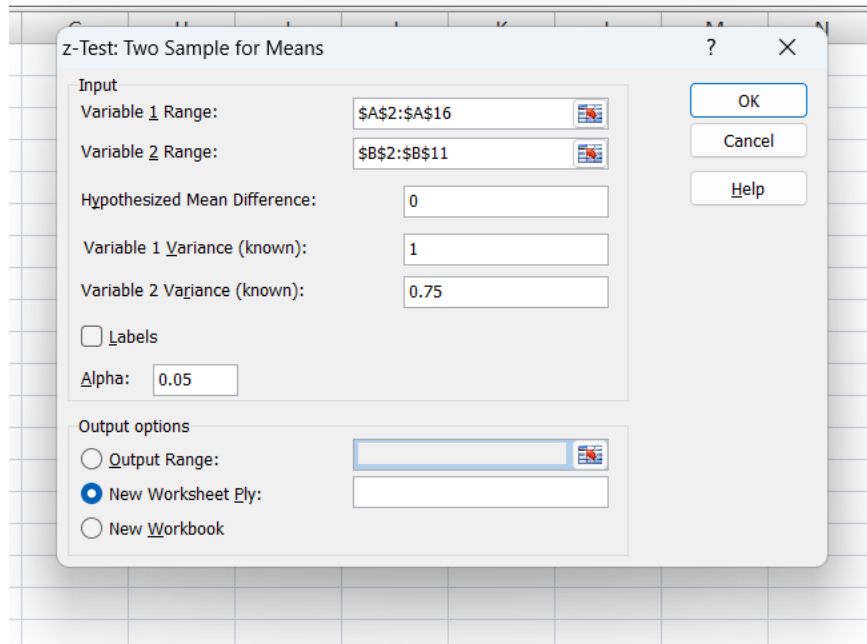 z-Test: Two Sample for Means ?
Input
Variable 1 Range: $A$2:$A$16
OK
Variable 2 Range: $B$2:$B$11
Cancel
Hypothesized Mean Difference: 0
Help
Variable 1 Variance (known): 1
Variable 2 Variance (known): 0.75
Labels
Alpha: 0.05
Output options
Output Range:
New Worksheet Ply:
New Workbook